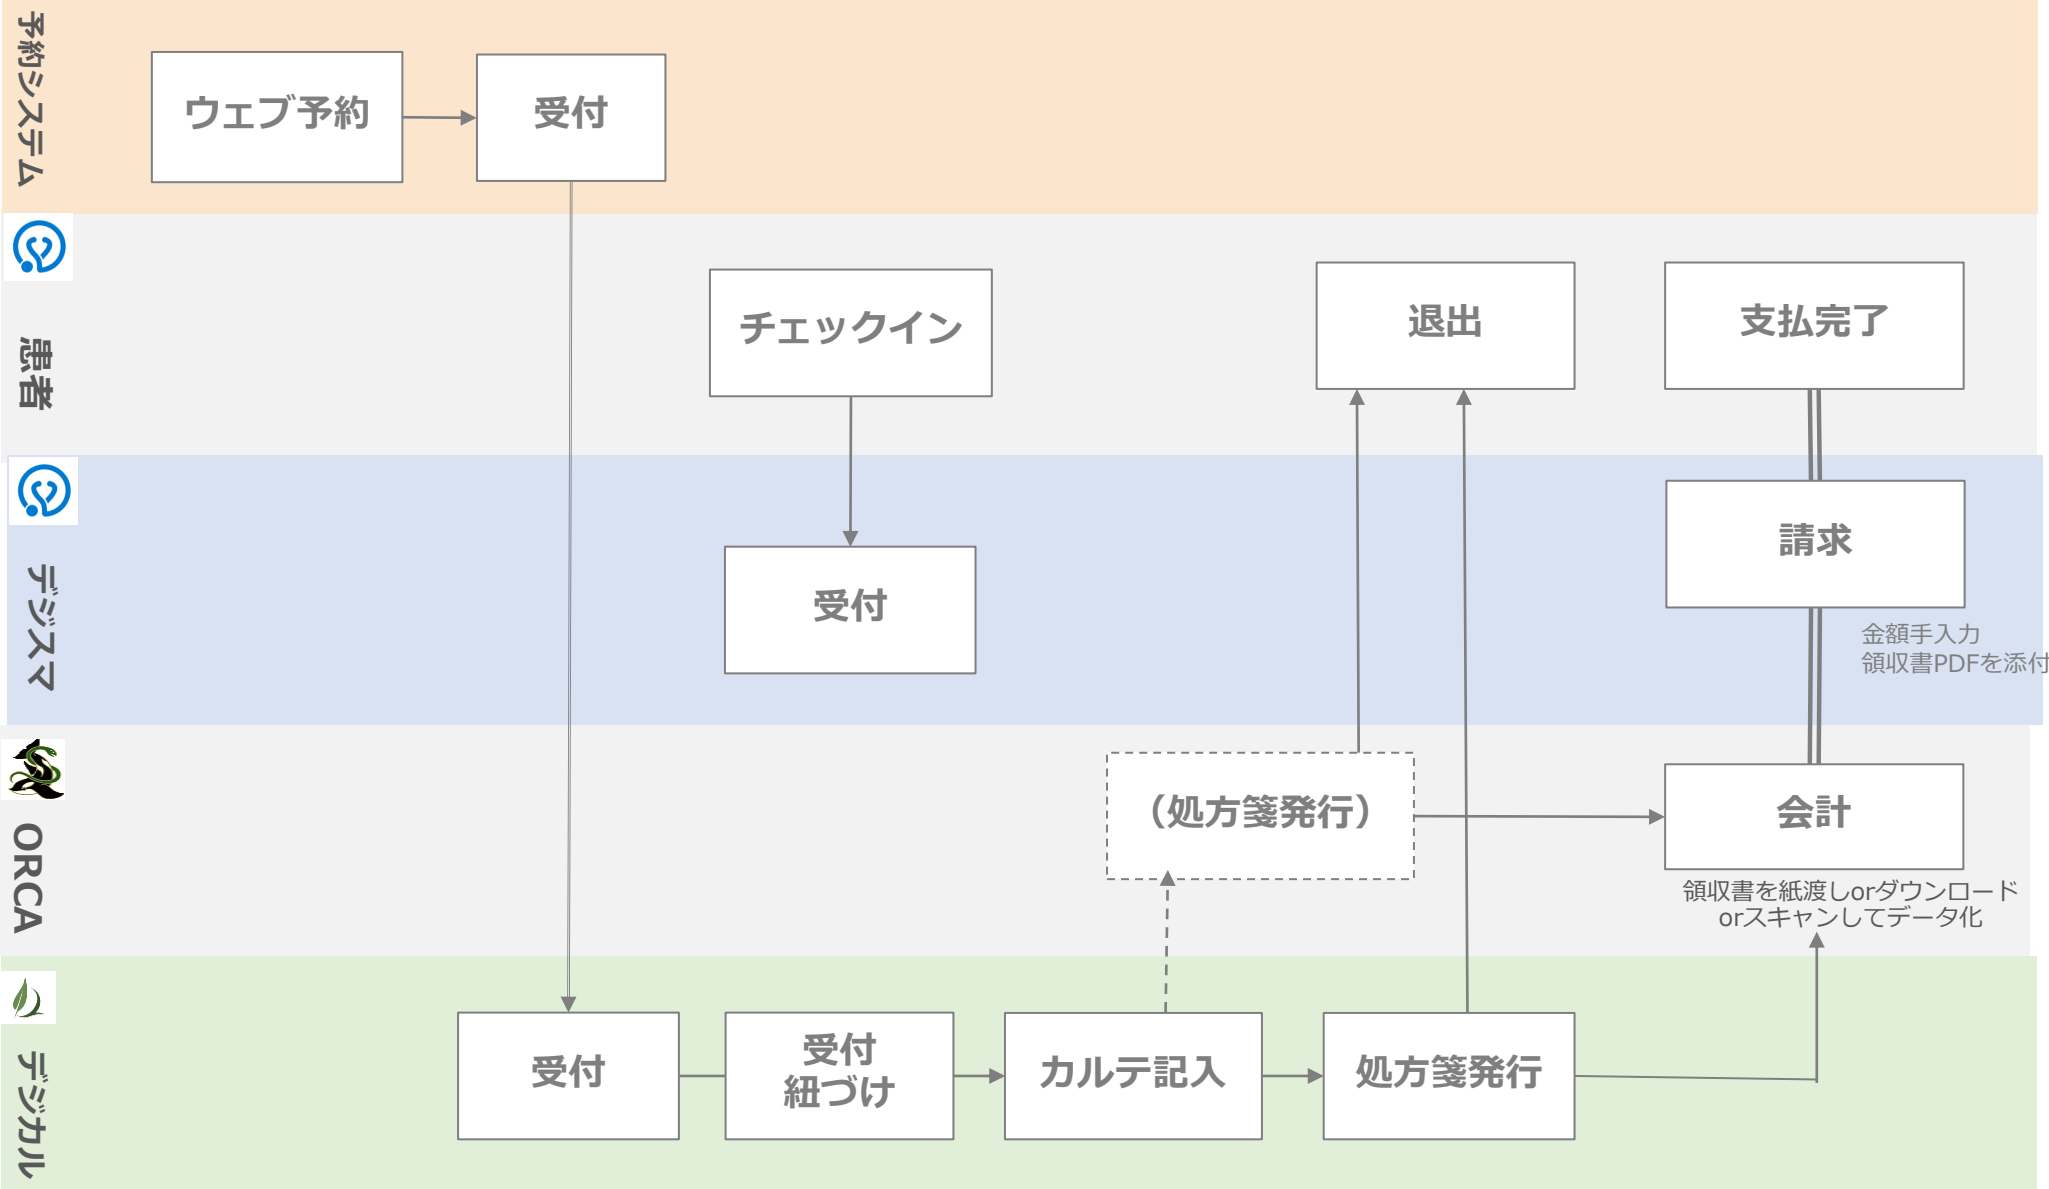 予約システム
ウェブ予約
受付
患者
チェックイン
退出
支払完了
デジスマ
受付
請求
金額手入力
領収書PDFを添付
ORCA
（処方箋発行）
会計
領収書を紙渡しorダウンロード
orスキャンしてデータ化
デジカル
受付
受付
紐づけ
カルテ記入
処方箋発行